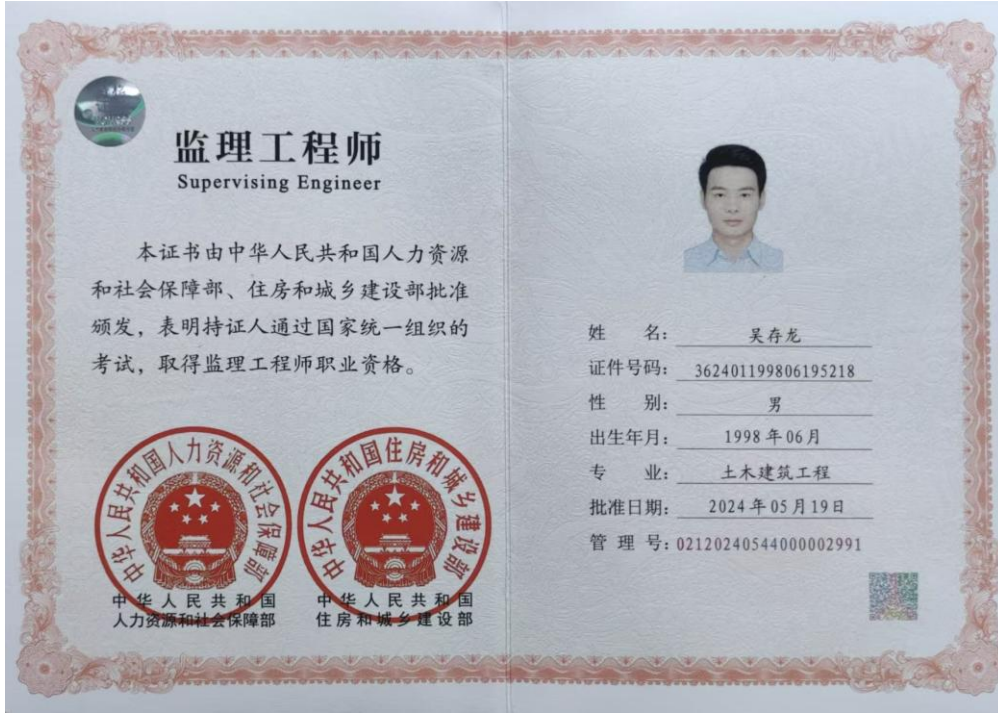 监理工程师
Supervising Engineer
本证书由中华人民共和国人力资源
和社会保障部、住房和城乡建设部批准
颁发，表明持证人通过国家统一组织的
考试，取得监理工程师职业资格。
中华人民共和国人力资源和社会保障部
中华人民共和国住房和城乡建设部
中华人民共和国
人力资源和社会保障部
中华人民共和国
住房和城乡建设部
姓 名：吴存龙
证件号码：362401199806195218
性 别：男
出生年月：1998年06月
专 业：土木建筑工程
批准日期：2024年05月19日
管 理 号：02120240544000002991